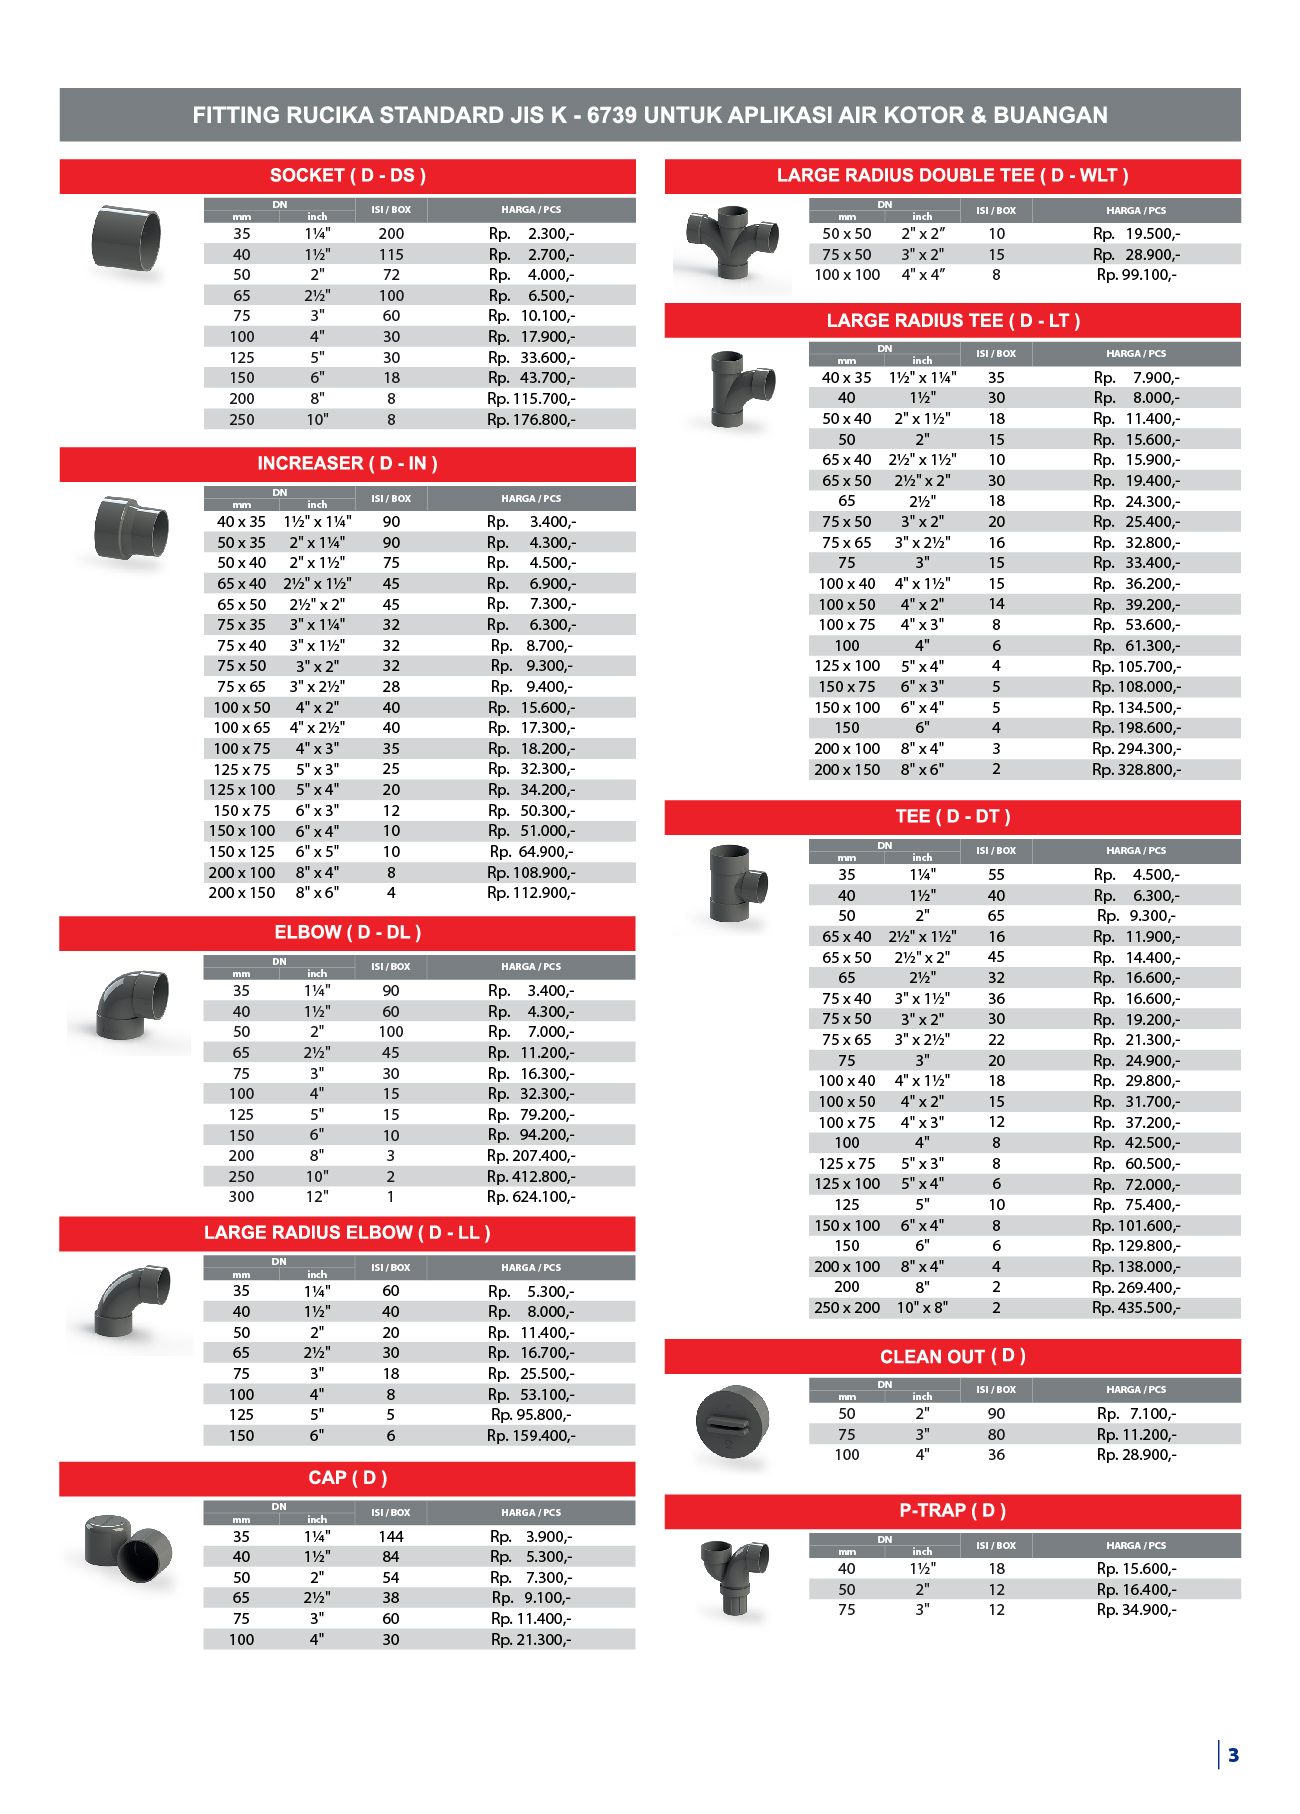 FITTING RUCIKA STANDARD JIS K - 6739 UNTUK APLIKASI AIR KOTOR & BUANGAN
SOCKET ( D - DS )
DN ISI / BOX HARGA / PCS
mm inch
35 1¼" 200 Rp. 2.300,-
40 1½" 115 Rp. 2.700,-
50 2" 72 Rp. 4.000,-
65 2½" 100 Rp. 6.500,-
75 3" 60 Rp. 10.100,-
100 4" 30 Rp. 17.900,-
125 5" 30 Rp. 33.600,-
150 6" 18 Rp. 43.700,-
200 8" 8 Rp. 115.700,-
250 10" 8 Rp. 176.800,-
INCREASER ( D - IN )
DN ISI / BOX HARGA / PCS
mm inch
40 x 35 1½" x 1¼" 90 Rp. 3.400,-
50 x 35 2" x 1¼" 90 Rp. 4.300,-
50 x 40 2" x 1½" 75 Rp. 4.500,-
65 x 40 2½" x 1½" 45 Rp. 6.900,-
65 x 50 2½" x 2" 45 Rp. 7.300,-
75 x 35 3" x 1¼" 32 Rp. 6.300,-
75 x 40 3" x 1½" 32 Rp. 8.700,-
75 x 50 3" x 2" 32 Rp. 9.300,-
75 x 65 3" x 2½" 28 Rp. 9.400,-
100 x 50 4" x 2" 40 Rp. 15.600,-
100 x 65 4" x 2½" 40 Rp. 17.300,-
100 x 75 4" x 3" 35 Rp. 18.200,-
125 x 75 5" x 3" 25 Rp. 32.300,-
125 x 100 5" x 4" 20 Rp. 34.200,-
150 x 75 6" x 3" 12 Rp. 50.300,-
150 x 100 6" x 4" 10 Rp. 51.000,-
150 x 125 6" x 5" 10 Rp. 64.900,-
200 x 100 8" x 4" 8 Rp. 108.900,-
200 x 150 8" x 6" 4 Rp. 112.900,-
ELBOW ( D - DL )
DN ISI / BOX HARGA / PCS
mm inch
35 1¼" 90 Rp. 3.400,-
40 1½" 60 Rp. 4.300,-
50 2" 100 Rp. 7.000,-
65 2½" 45 Rp. 11.200,-
75 3" 30 Rp. 16.300,-
100 4" 15 Rp. 32.300,-
125 5" 15 Rp. 79.200,-
150 6" 10 Rp. 94.200,-
200 8" 3 Rp. 207.400,-
250 10" 2 Rp. 412.800,-
300 12" 1 Rp. 624.100,-
LARGE RADIUS ELBOW ( D - LL )
DN ISI / BOX HARGA / PCS
mm inch
35 1¼" 60 Rp. 5.300,-
40 1½" 40 Rp. 8.000,-
50 2" 20 Rp. 11.400,-
65 2½" 30 Rp. 16.700,-
75 3" 18 Rp. 25.500,-
100 4" 8 Rp. 53.100,-
125 5" 5 Rp. 95.800,-
150 6" 6 Rp. 159.400,-
CAP ( D )
DN ISI / BOX HARGA / PCS
mm inch
35 1¼" 144 Rp. 3.900,-
40 1½" 84 Rp. 5.300,-
50 2" 54 Rp. 7.300,-
65 2½" 38 Rp. 9.100,-
75 3" 60 Rp. 11.400,-
100 4" 30 Rp. 21.300,-
LARGE RADIUS DOUBLE TEE ( D - WLT )
DN ISI / BOX HARGA / PCS
mm inch
50 x 50 2" x 2” 10 Rp. 19.500,-
75 x 50 3" x 2" 15 Rp. 28.900,-
100 x 100 4" x 4” 8 Rp. 99.100,-
LARGE RADIUS TEE ( D - LT )
DN ISI / BOX HARGA / PCS
mm inch
40 x 35 1½" x 1¼" 35 Rp. 7.900,-
40 1½" 30 Rp. 8.000,-
50 x 40 2" x 1½" 18 Rp. 11.400,-
50 2" 15 Rp. 15.600,-
65 x 40 2½" x 1½" 10 Rp. 15.900,-
65 x 50 2½" x 2" 30 Rp. 19.400,-
65 2½" 18 Rp. 24.300,-
75 x 50 3" x 2" 20 Rp. 25.400,-
75 x 65 3" x 2½" 16 Rp. 32.800,-
75 3" 15 Rp. 33.400,-
100 x 40 4" x 1½" 15 Rp. 36.200,-
100 x 50 4" x 2" 14 Rp. 39.200,-
100 x 75 4" x 3" 8 Rp. 53.600,-
100 4" 6 Rp. 61.300,-
125 x 100 5" x 4" 4 Rp. 105.700,-
150 x 75 6" x 3" 5 Rp. 108.000,-
150 x 100 6" x 4" 5 Rp. 134.500,-
150 6" 4 Rp. 198.600,-
200 x 100 8" x 4" 3 Rp. 294.300,-
200 x 150 8" x 6" 2 Rp. 328.800,-
TEE ( D - DT )
DN ISI / BOX HARGA / PCS
mm inch
35 1¼" 55 Rp. 4.500,-
40 1½" 40 Rp. 6.300,-
50 2" 65 Rp. 9.300,-
65 x 40 2½" x 1½" 16 Rp. 11.900,-
65 x 50 2½" x 2" 45 Rp. 14.400,-
65 2½" 32 Rp. 16.600,-
75 x 40 3" x 1½" 36 Rp. 16.600,-
75 x 50 3" x 2" 30 Rp. 19.200,-
75 x 65 3" x 2½" 22 Rp. 21.300,-
75 3" 20 Rp. 24.900,-
100 x 40 4" x 1½" 18 Rp. 29.800,-
100 x 50 4" x 2" 15 Rp. 31.700,-
100 x 75 4" x 3" 12 Rp. 37.200,-
100 4" 8 Rp. 42.500,-
125 x 75 5" x 3" 8 Rp. 60.500,-
125 x 100 5" x 4" 6 Rp. 72.000,-
125 5" 10 Rp. 75.400,-
150 x 100 6" x 4" 8 Rp. 101.600,-
150 6" 6 Rp. 129.800,-
200 x 100 8" x 4" 4 Rp. 138.000,-
200 8" 2 Rp. 269.400,-
250 x 200 10" x 8" 2 Rp. 435.500,-
CLEAN OUT ( D )
DN ISI / BOX HARGA / PCS
mm inch
50 2" 90 Rp. 7.100,-
75 3" 80 Rp. 11.200,-
100 4" 36 Rp. 28.900,-
P-TRAP ( D )
DN ISI / BOX HARGA / PCS
mm inch
40 1½" 18 Rp. 15.600,-
50 2" 12 Rp. 16.400,-
75 3" 12 Rp. 34.900,-
3